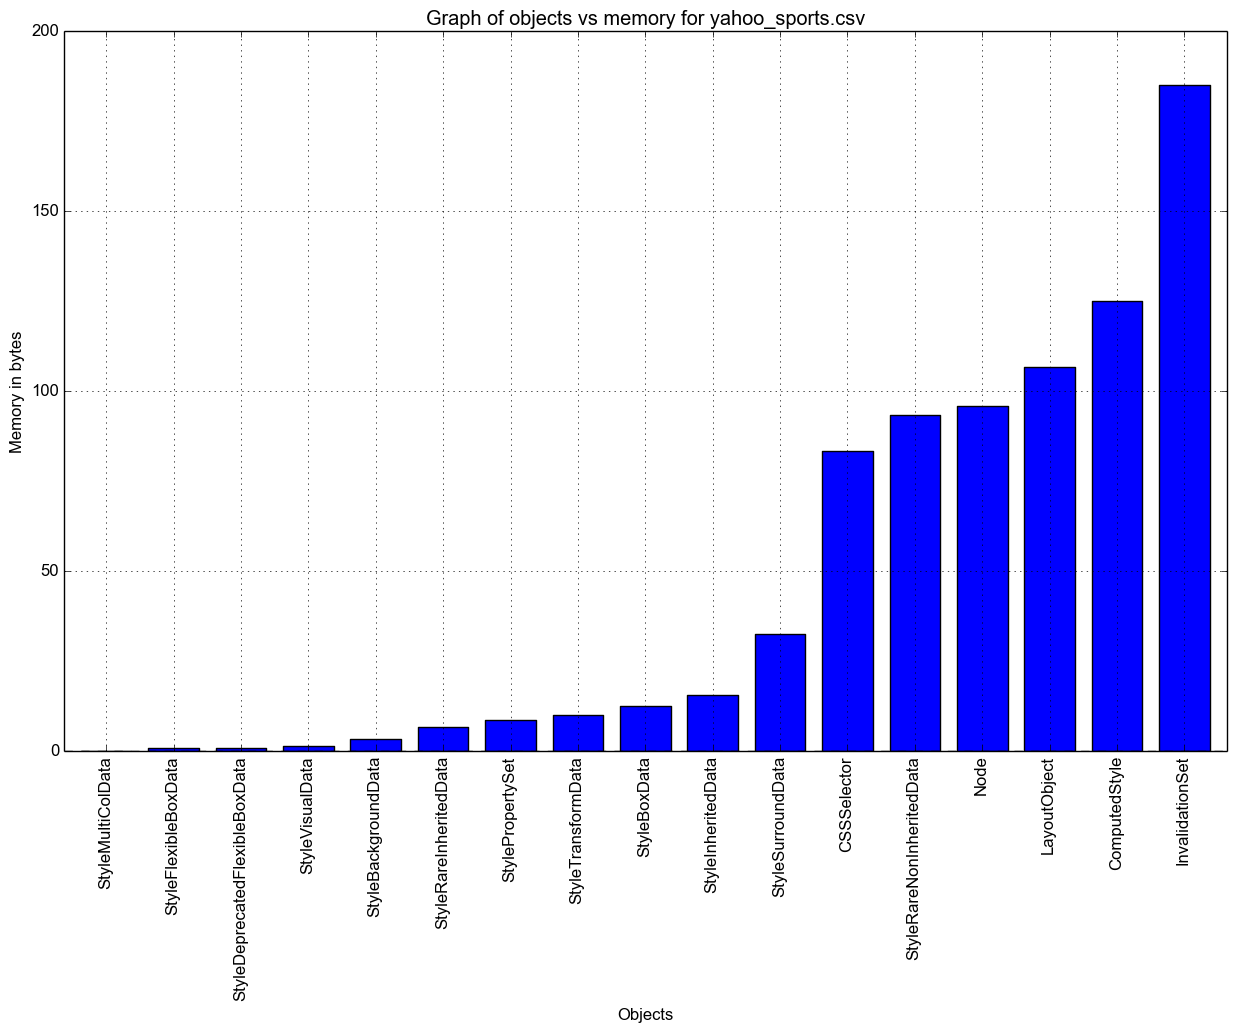 Graph of objects vs memory for yahoo_sports.csv
200
150
100
50
0
Memory in bytes
StyleMultiColData
StyleFlexibleBoxData
StyleDeprecatedFlexibleBoxData
StyleVisualData
StyleBackgroundData
StyleRareInheritedData
StylePropertySet
StyleTransformData
StyleBoxData
StyleInheritedData
StyleSurroundData
CSSSelector
StyleRareNonInheritedData
Node
LayoutObject
ComputedStyle
InvalidationSet
Objects